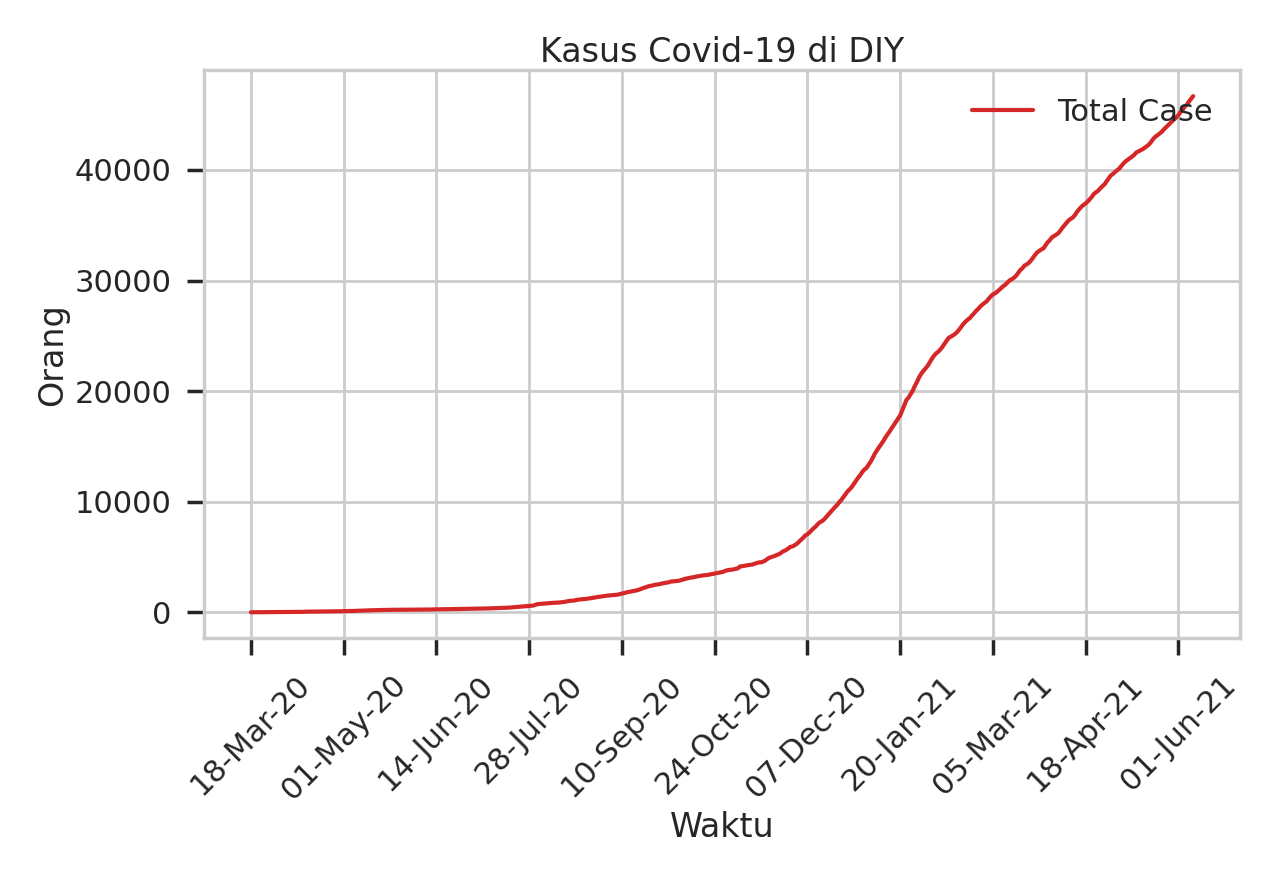 Kasus Covid-19 di DIY
Total Case
Orang
40000
30000
20000
10000
0
18-Mar-20
01-May-20
14-Jun-20
28-Jul-20
10-Sep-20
24-Oct-20
07-Dec-20
20-Jan-21
05-Mar-21
18-Apr-21
01-Jun-21
Waktu